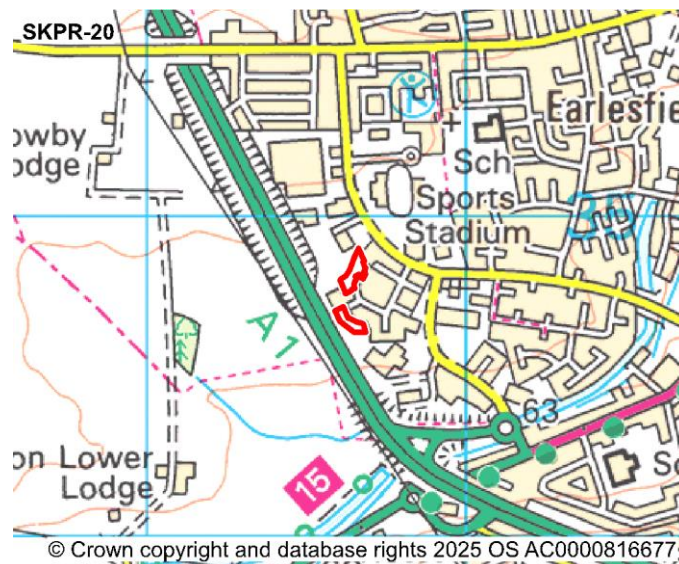 SKPR-20
Earlesfie
owby
odge
Sch
Sports
Stadium
A1
63
on Lower
Lodge
15
Sc
© Crown copyright and database rights 2025 OS AC0000816677